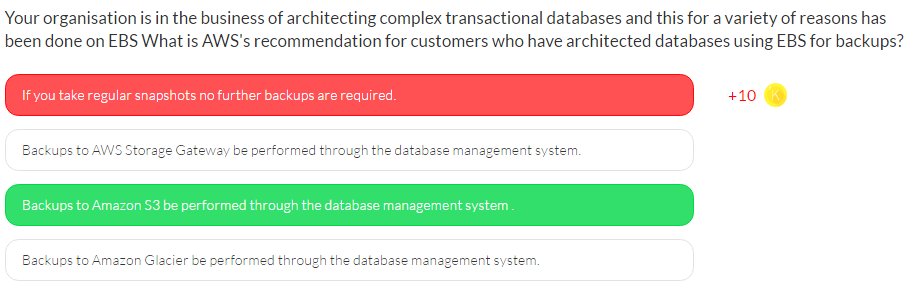 Your organisation is in the business of architecting complex transactional databases and this for a variety of reasons has
been done on EBS What is AWS's recommendation for customers who have architected databases using EBS for backups?
If you take regular snapshots no further backups are required.
+10 K
Backups to AWS Storage Gateway be performed through the database management system.
Backups to Amazon S3 be performed through the database management system .
Backups to Amazon Glacier be performed through the database management system.